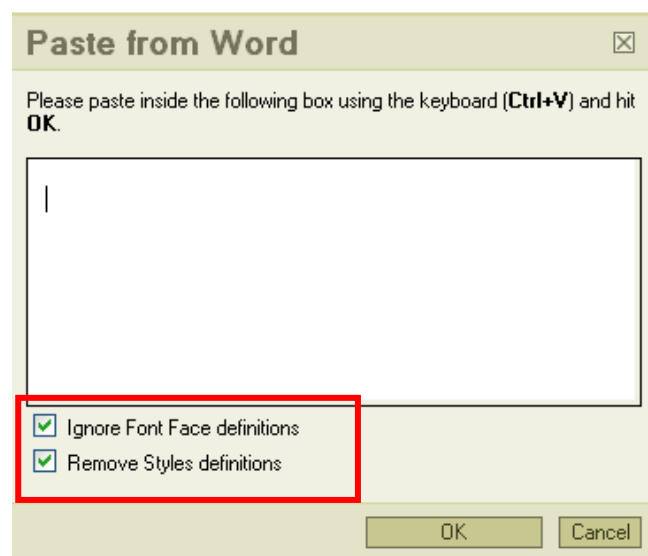 Paste from Word
Please paste inside the following box using the keyboard (Ctrl+V) and hit
OK.
Ignore Font Face definitions
Remove Styles definitions
OK
Cancel